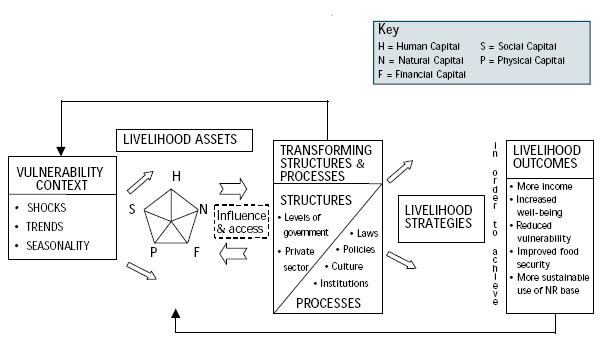 Key
H = Human Capital
S = Social Capital
N = Natural Capital
P = Physical Capital
F = Financial Capital
LIVELIHOOD ASSETS
VULNERABILITY
CONTEXT
• SHOCKS
• TRENDS
• SEASONALITY
H
S
N
P
F
Influence
& access
TRANSFORMING
STRUCTURES &
PROCESSES
STRUCTURES
• Levels of
government
• Private
sector
• Laws
• Policies
• Culture
• Institutions
PROCESSES
LIVELIHOOD
STRATEGIES
in order to achieve
LIVELIHOOD
OUTCOMES
• More income
• Increased
well-being
• Reduced
vulnerability
• Improved food
security
• More sustainable
use of NR base